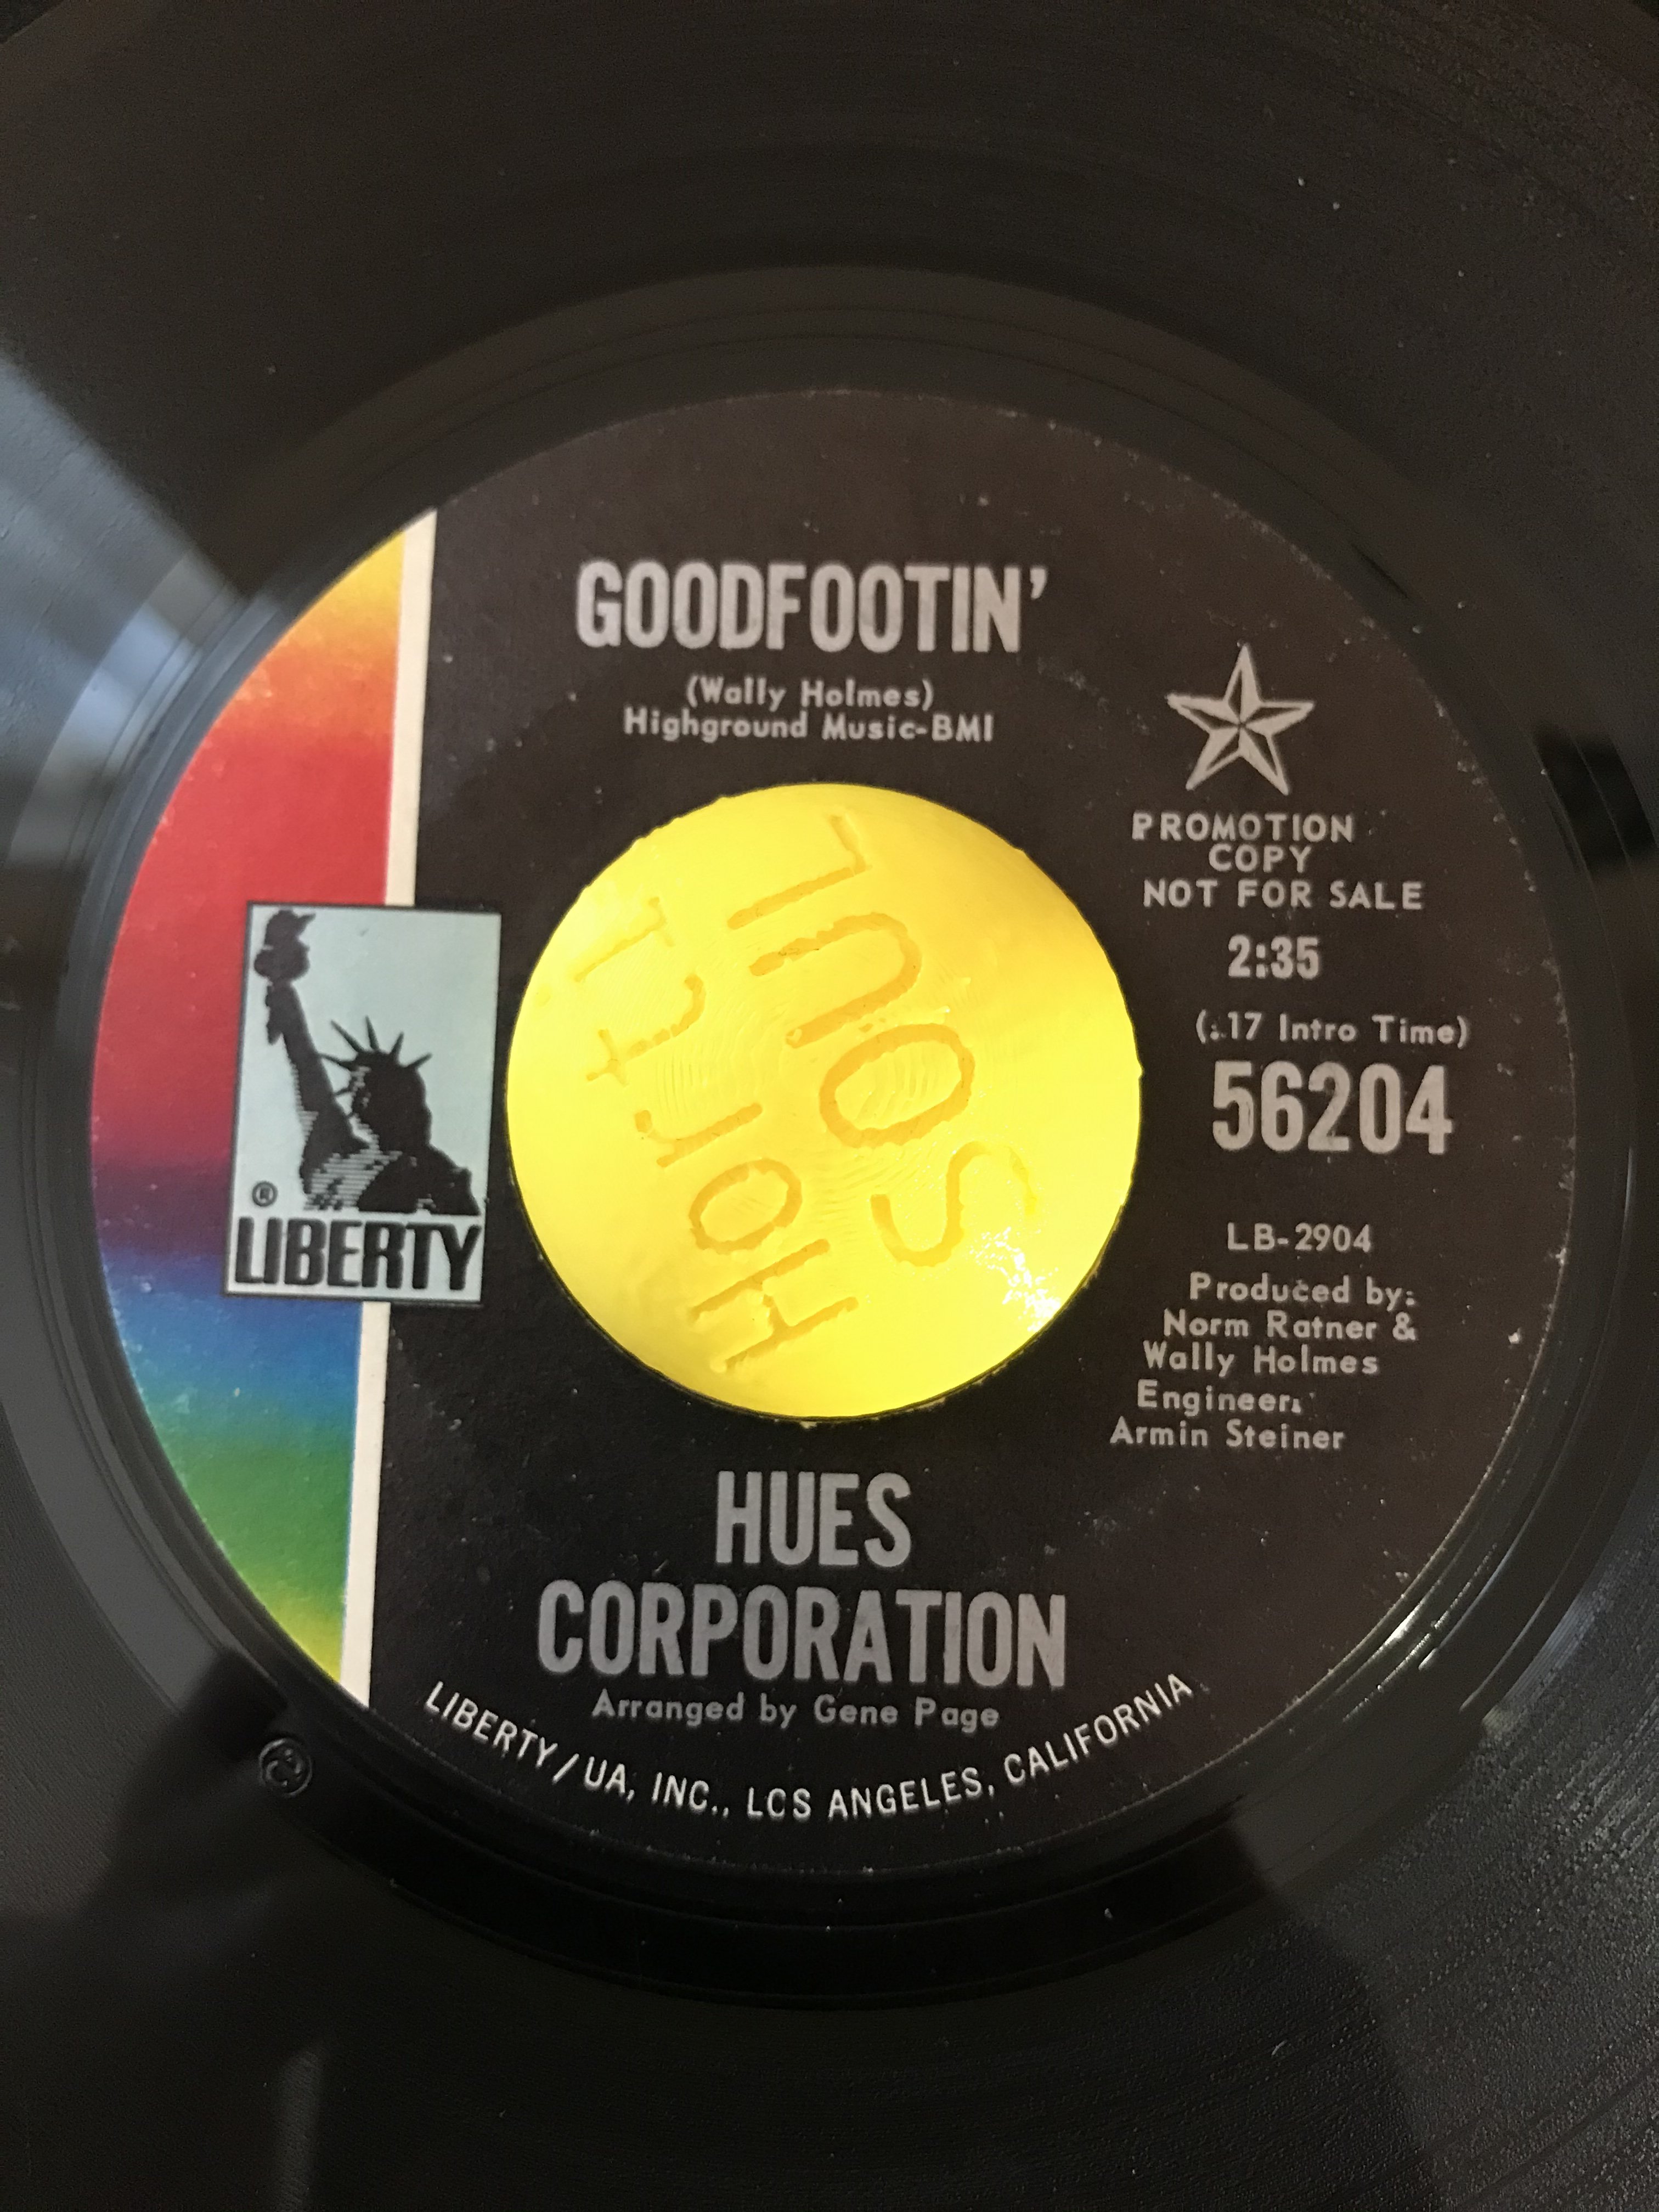 GOODFOOTIN'
(Wally Holmes)
Highground Music-BMI
PROMOTION
COPY
NOT FOR SALE
2:35
(:.17 Intro Time)
56204
LB-2904
Produced by:
Norm Ratner &
Wally Holmes
Engineer:
Armin Steiner
SOUL
®
LIBERTY
HUES
CORPORATION
Arranged by Gene Page
LIBERTY/UA, INC., LOS ANGELES, CALIFORNIA